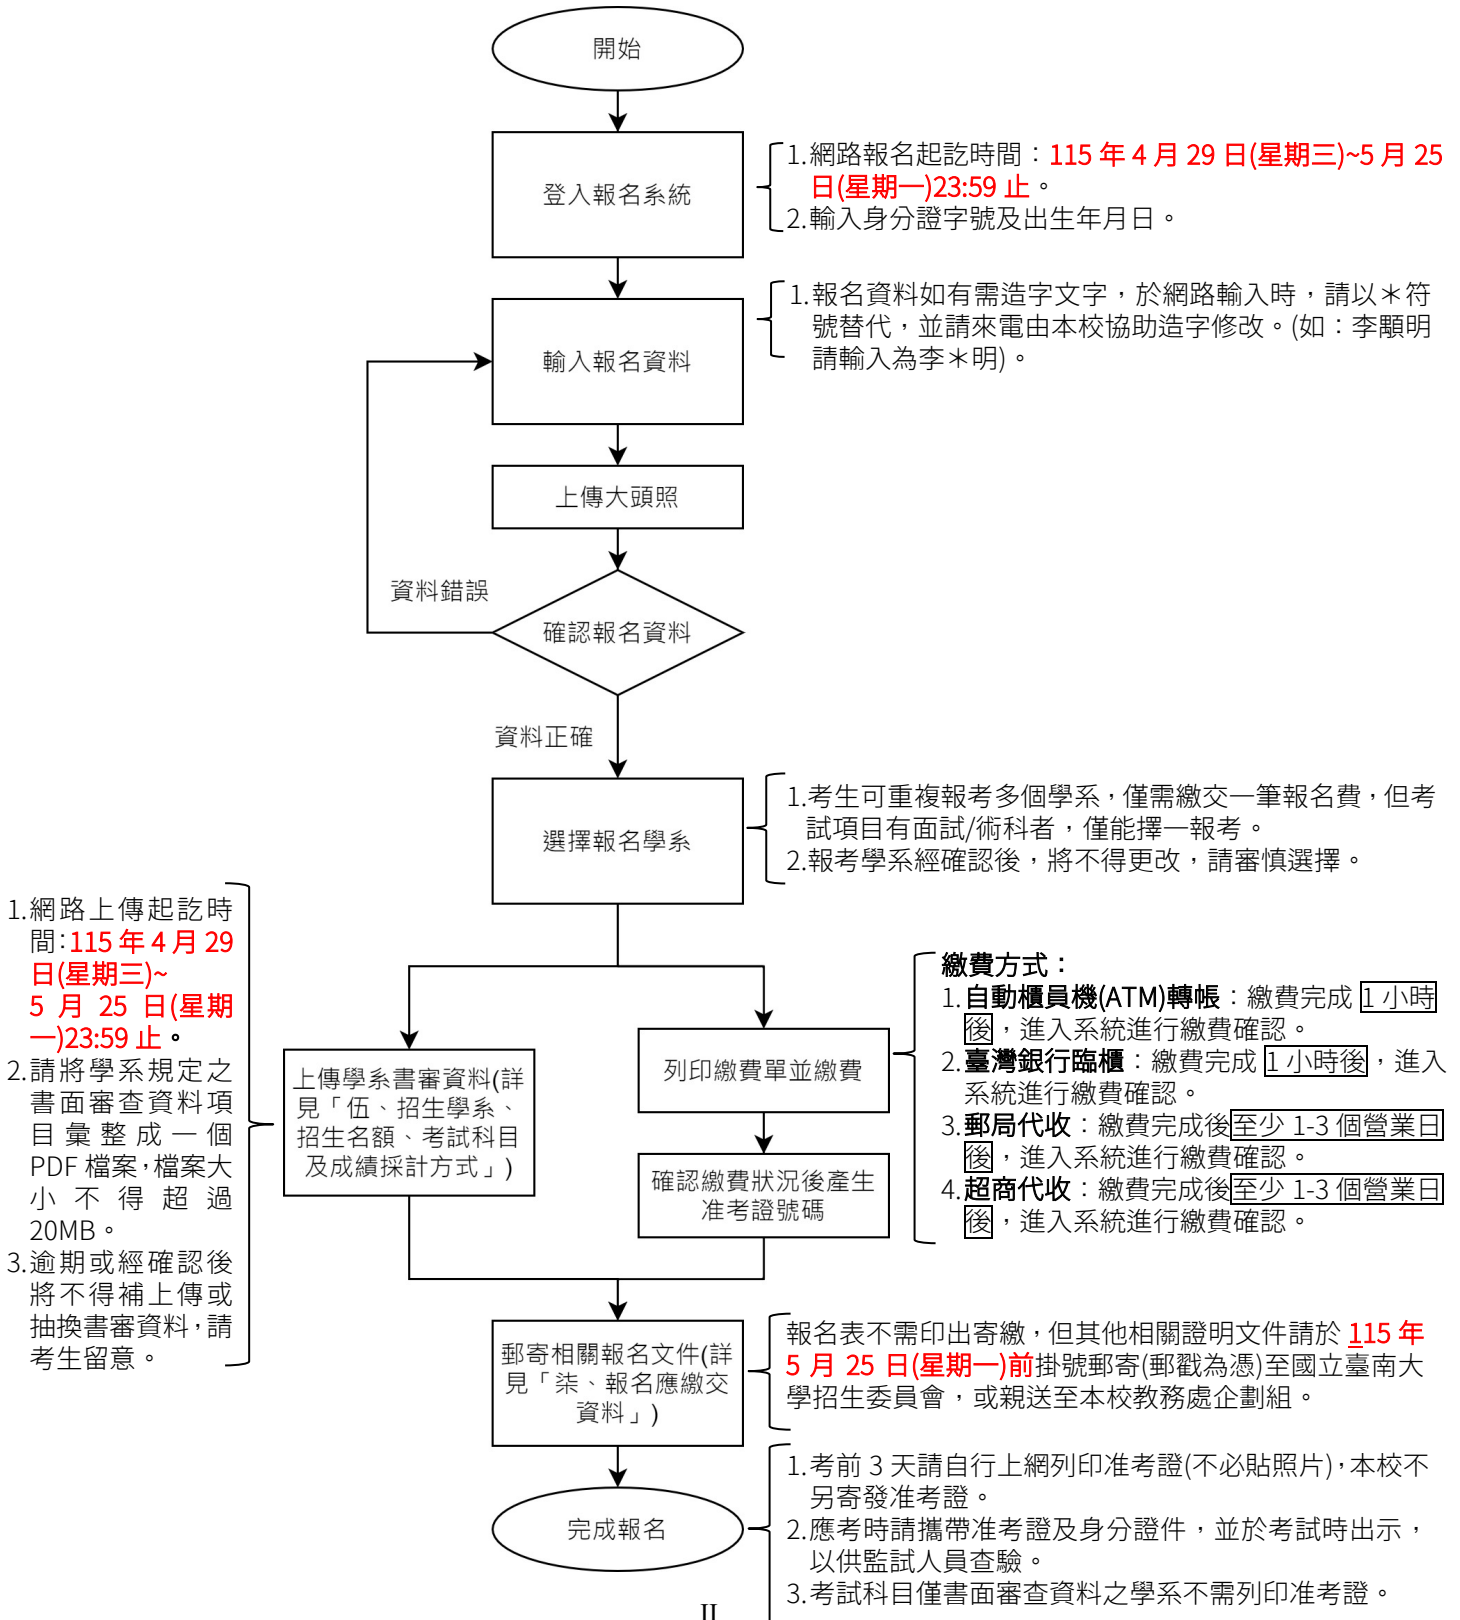 開始
登入報名系統
1.網路報名起訖時間：115 年 4 月 29 日(星期三)~5 月 25
日(星期一)23:59 止。
2.輸入身分證字號及出生年月日。
輸入報名資料
1.報名資料如有需造字文字，於網路輸入時，請以＊符
號替代，並請來電由本校協助造字修改。(如：李顒明
請輸入為李＊明)。
上傳大頭照
資料錯誤
確認報名資料
資料正確
選擇報名學系
1.考生可重複報考多個學系，僅需繳交一筆報名費，但考
試項目有面試/術科者，僅能擇一報考。
2.報考學系經確認後，將不得更改，請審慎選擇。
1.網路上傳起訖時
間：115 年 4 月 29
日(星期三)~
5 月 25 日(星期
一)23:59 止。
2.請將學系規定之
書面審查資料項
目彙整成一個
PDF 檔案，檔案大
小不得超過
20MB。
3.逾期或經確認後
將不得補上傳或
抽換書審資料，請
考生留意。
上傳學系書審資料(詳
見「伍、招生學系、
招生名額、考試科目
及成績採計方式」)
列印繳費單並繳費
確認繳費狀況後產生
准考證號碼
繳費方式：
1.自動櫃員機(ATM)轉帳：繳費完成 1 小時
後，進入系統進行繳費確認。
2.臺灣銀行臨櫃：繳費完成 1 小時後，進入
系統進行繳費確認。
3.郵局代收：繳費完成後至少 1-3 個營業日
後，進入系統進行繳費確認。
4.超商代收：繳費完成後至少 1-3 個營業日
後，進入系統進行繳費確認。
郵寄相關報名文件(詳
見「柒、報名應繳交
資料」)
報名表不需印出寄繳，但其他相關證明文件請於 115 年
5 月 25 日(星期一)前掛號郵寄(郵戳為憑)至國立臺南大
學招生委員會，或親送至本校教務處企劃組。
完成報名
1.考前 3 天請自行上網列印准考證(不必貼照片)，本校不
另寄發准考證。
2.應考時請攜帶准考證及身分證件，並於考試時出示，
以供監試人員查驗。
3.考試科目僅書面審查資料之學系不需列印准考證。
II